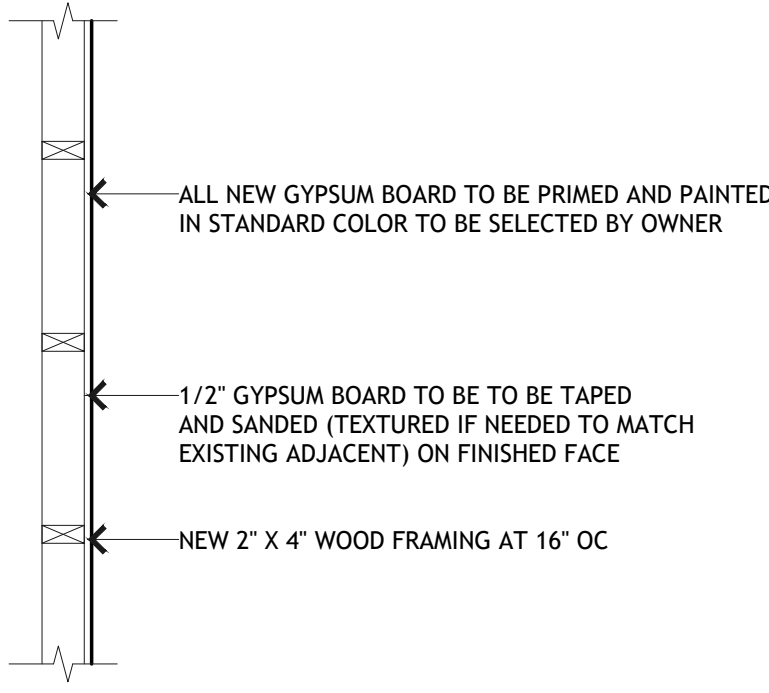 ALL NEW GYPSUM BOARD TO BE PRIMED AND PAINTED
IN STANDARD COLOR TO BE SELECTED BY OWNER
1/2" GYPSUM BOARD TO BE TO BE TAPED
AND SANDED (TEXTURED IF NEEDED TO MATCH
EXISTING ADJACENT) ON FINISHED FACE
NEW 2" X 4" WOOD FRAMING AT 16" OC